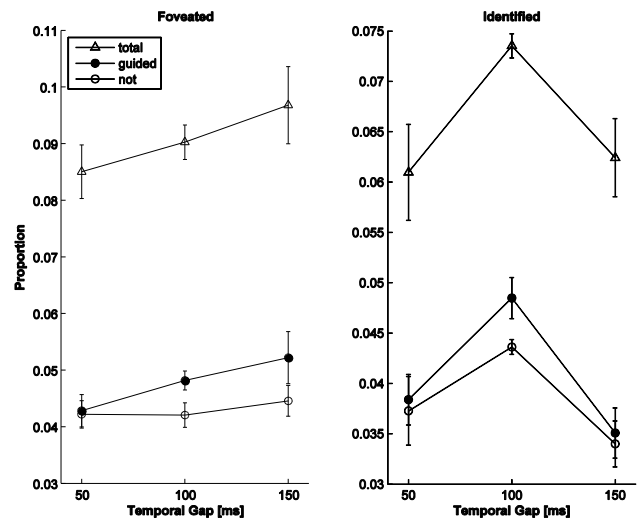 Foveated
total
guided
not
0.11
0.1
0.09
0.08
0.07
0.06
0.05
0.04
0.03
Proportion
50 100 150
Temporal Gap [ms]
Identified
0.075
0.07
0.065
0.06
0.055
0.05
0.045
0.04
0.035
0.03
50 100 150
Temporal Gap [ms]